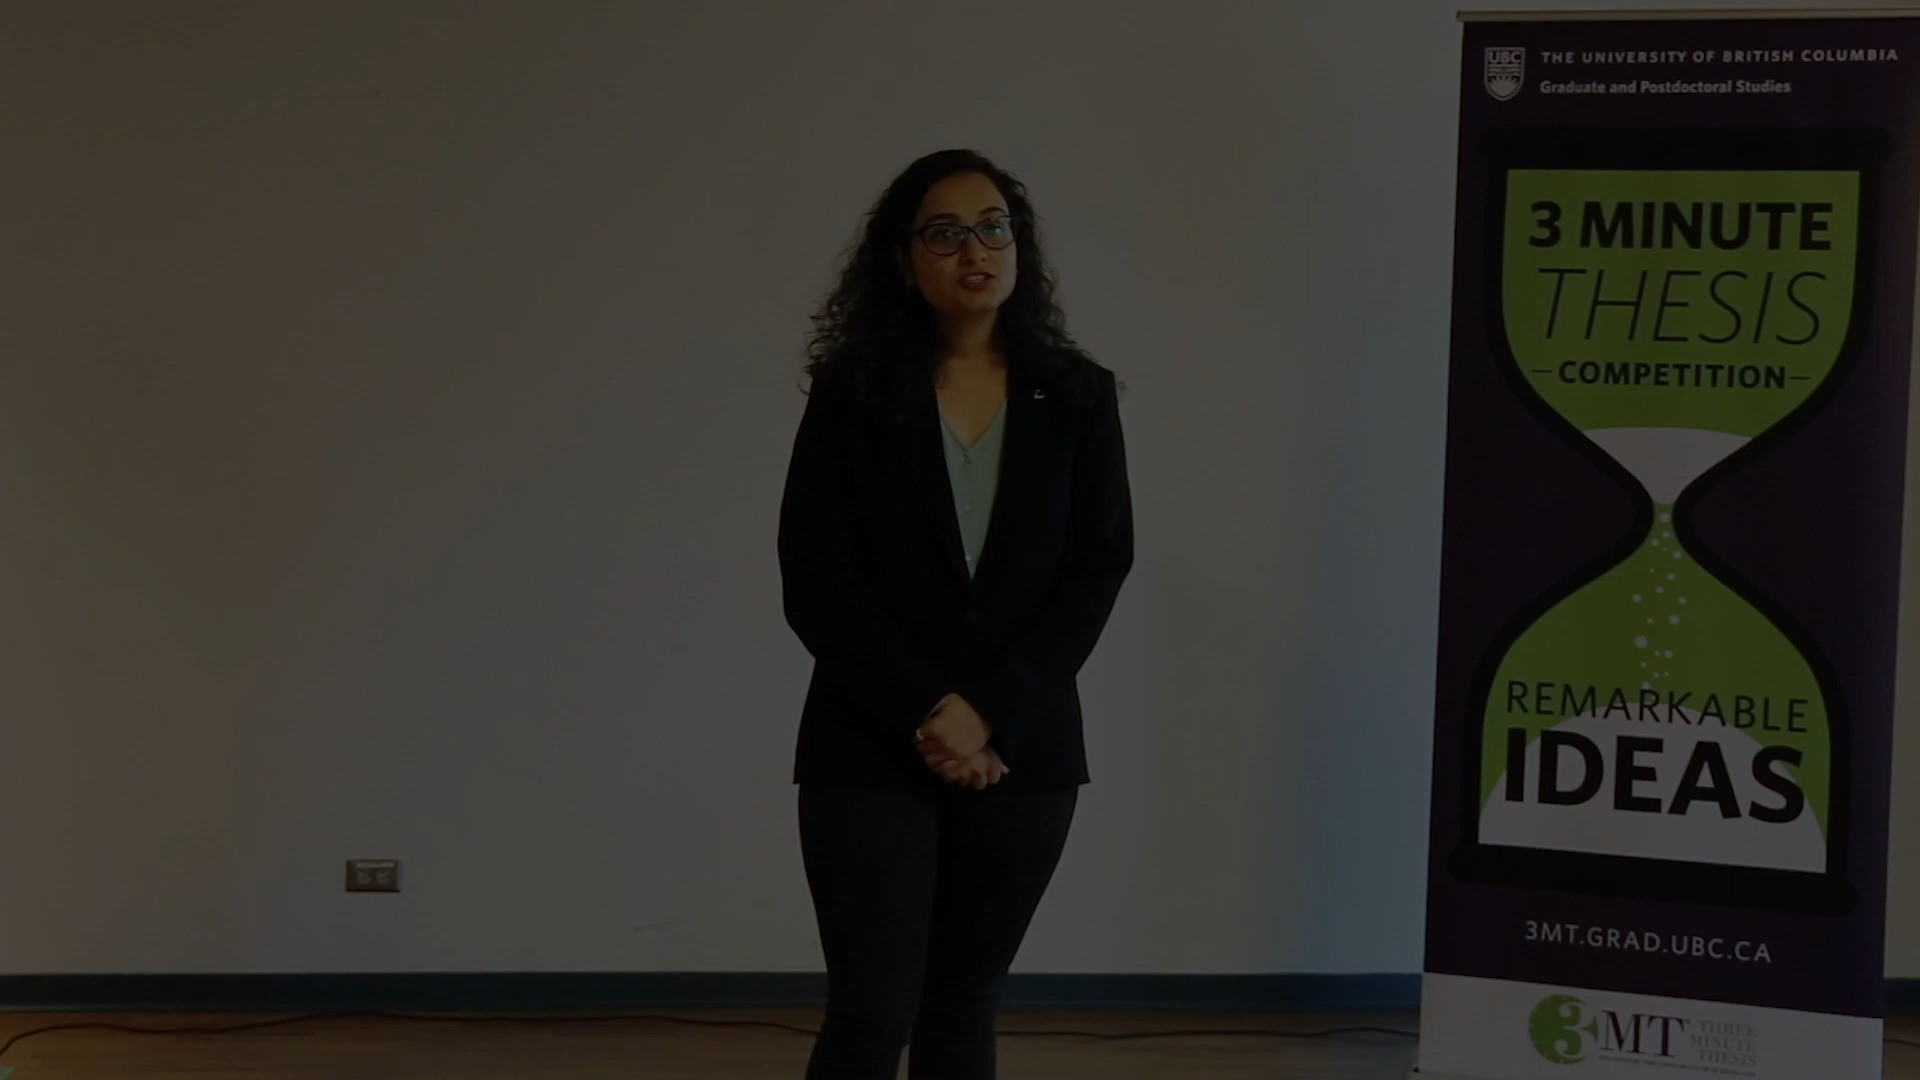 UBC
THE UNIVERSITY OF BRITISH COLUMBIA
Graduate and Postdoctoral Studies
3 MINUTE
THESIS
—COMPETITION—
REMARKABLE
IDEAS
3MT.GRAD.UBC.CA
3MT
THREE
MINUTE
THESIS